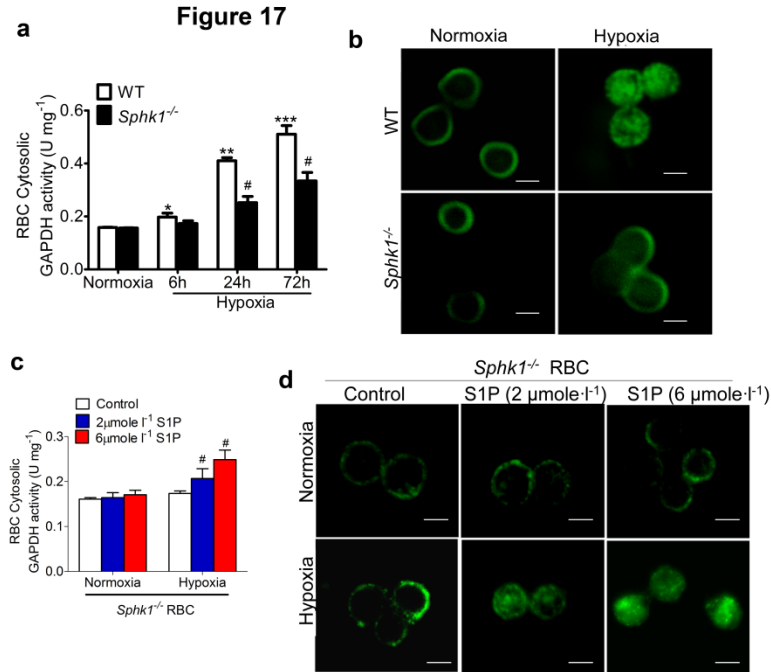 Figure 17
a
WT
Sphk1-/-
RBC Cytosolic
GAPDH activity (U mg-1)
0.6
0.4
0.2
0.0
*
**
#
***
#
Normoxia 6h 24h 72h
Hypoxia
b
Normoxia Hypoxia
WT
Sphk1-/-
c
Control
2μmole l-1 S1P
6μmole l-1 S1P
RBC Cytosolic
GAPDH activity (U mg-1)
0.3
0.2
0.1
#
#
Normoxia Hypoxia
Sphk1-/- RBC
d
Sphk1-/- RBC
Control S1P (2 μmole·l-1) S1P (6 μmole·l-1)
Normoxia
Hypoxia